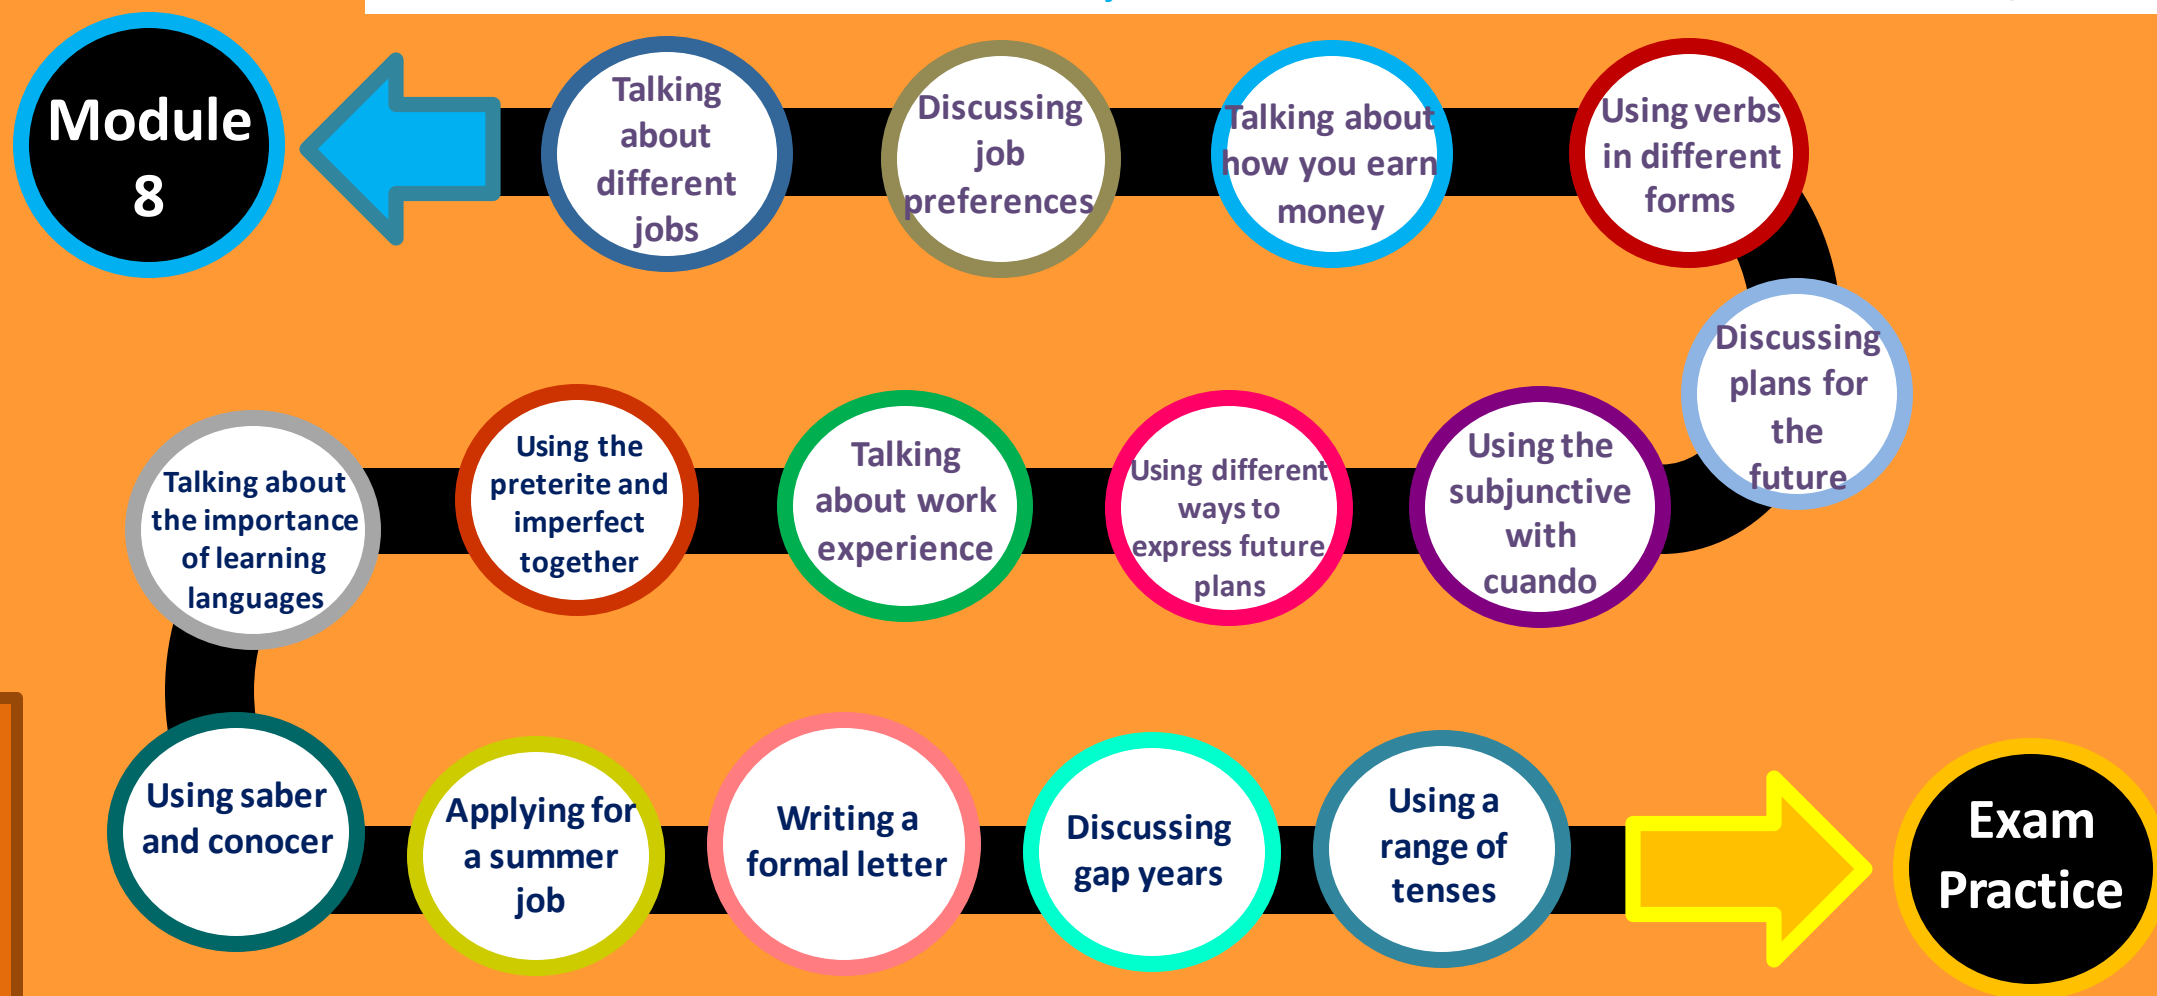 Module
8
Talking
about
different
jobs
Discussing
job
preferences
Talking about
how you earn
money
Using verbs
in different
forms
Discussing
plans for
the
future
Using the
subjunctive
with
cuando
Using different
ways to
express future
plans
Talking
about work
experience
Using the
preterite and
imperfect
together
Talking about
the importance
of learning
languages
Using saber
and conocer
Applying for
a summer
job
Writing a
formal letter
Discussing
gap years
Using a
range of
tenses
Exam
Practice